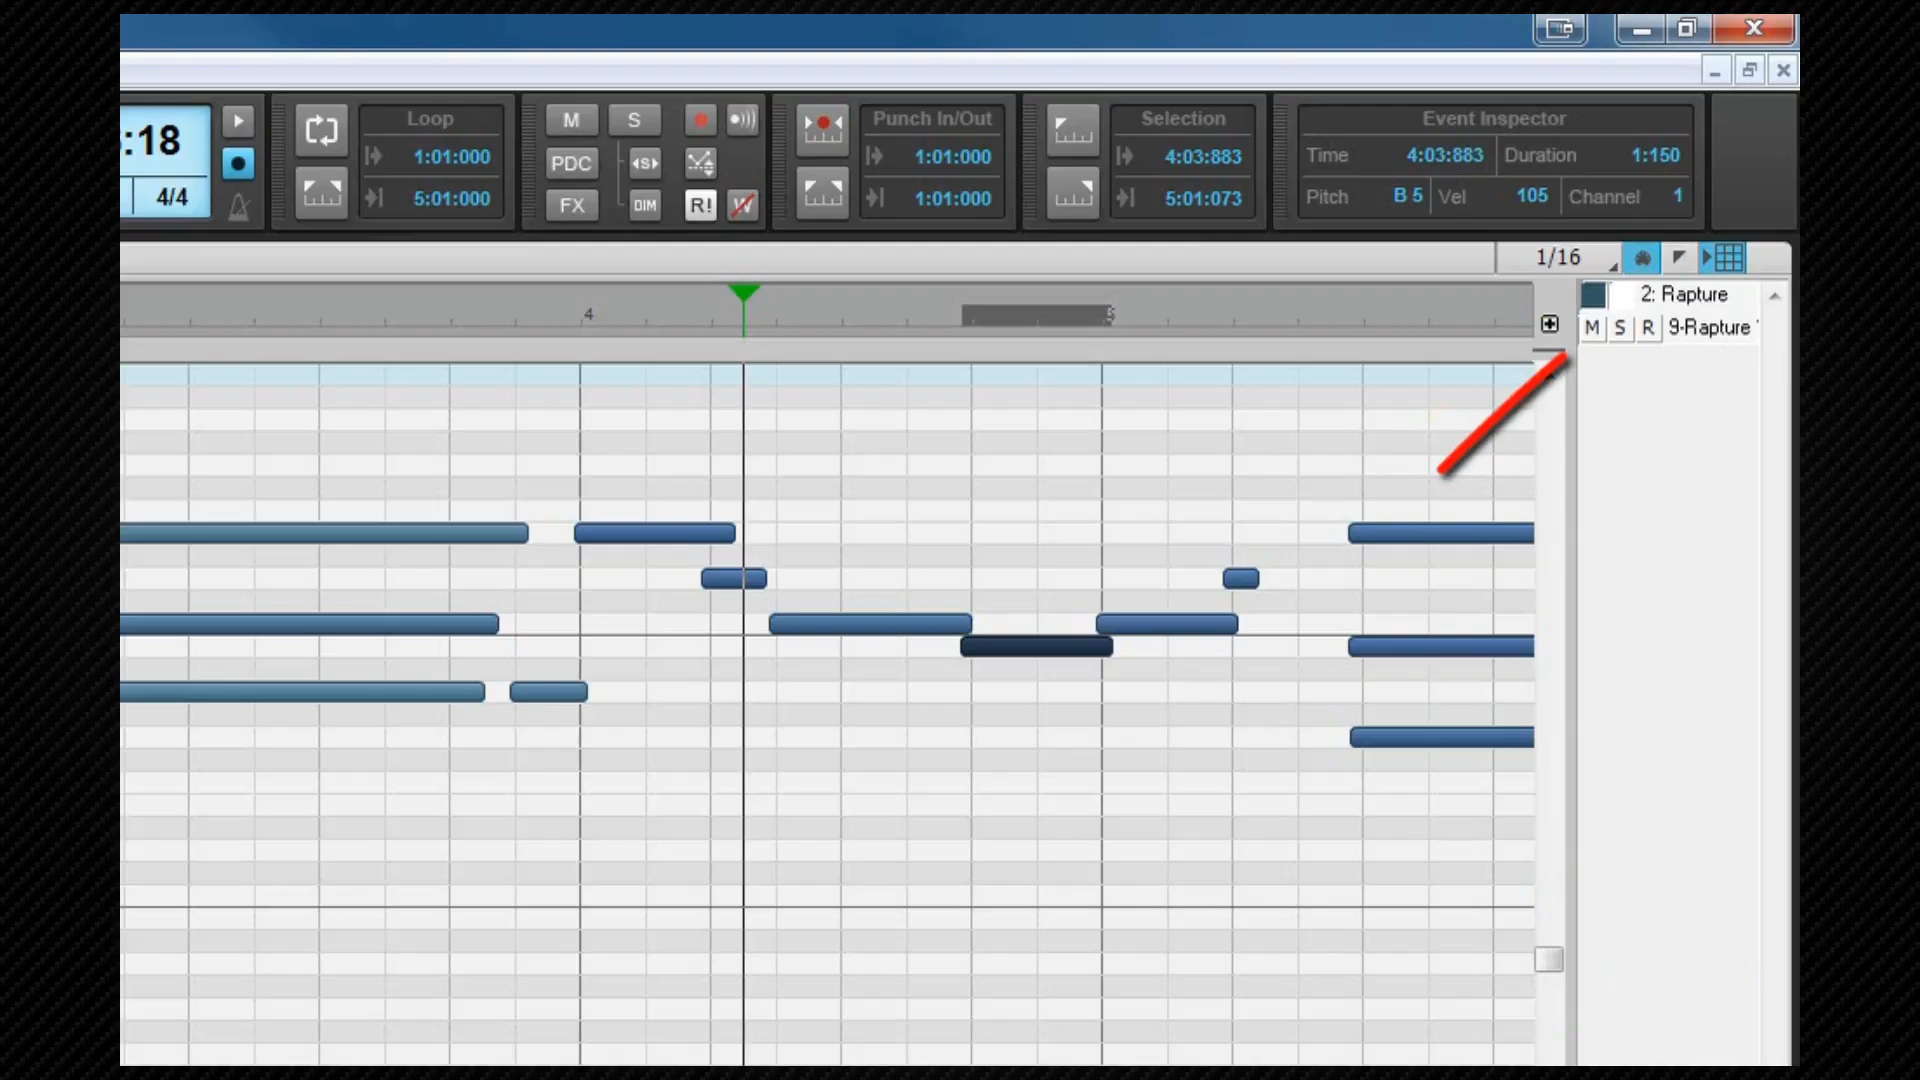 :18
4/4
Loop
1:01:000
5:01:000
M S
PDC S
FX DIM R! W
Punch In/Out
1:01:000
1:01:000
Selection
4:03:883
5:01:073
Event Inspector
Time 4:03:883 Duration 1:150
Pitch B 5 Vel 105 Channel 1
1/16
4 5
2: Rapture
M S R 9-Rapture